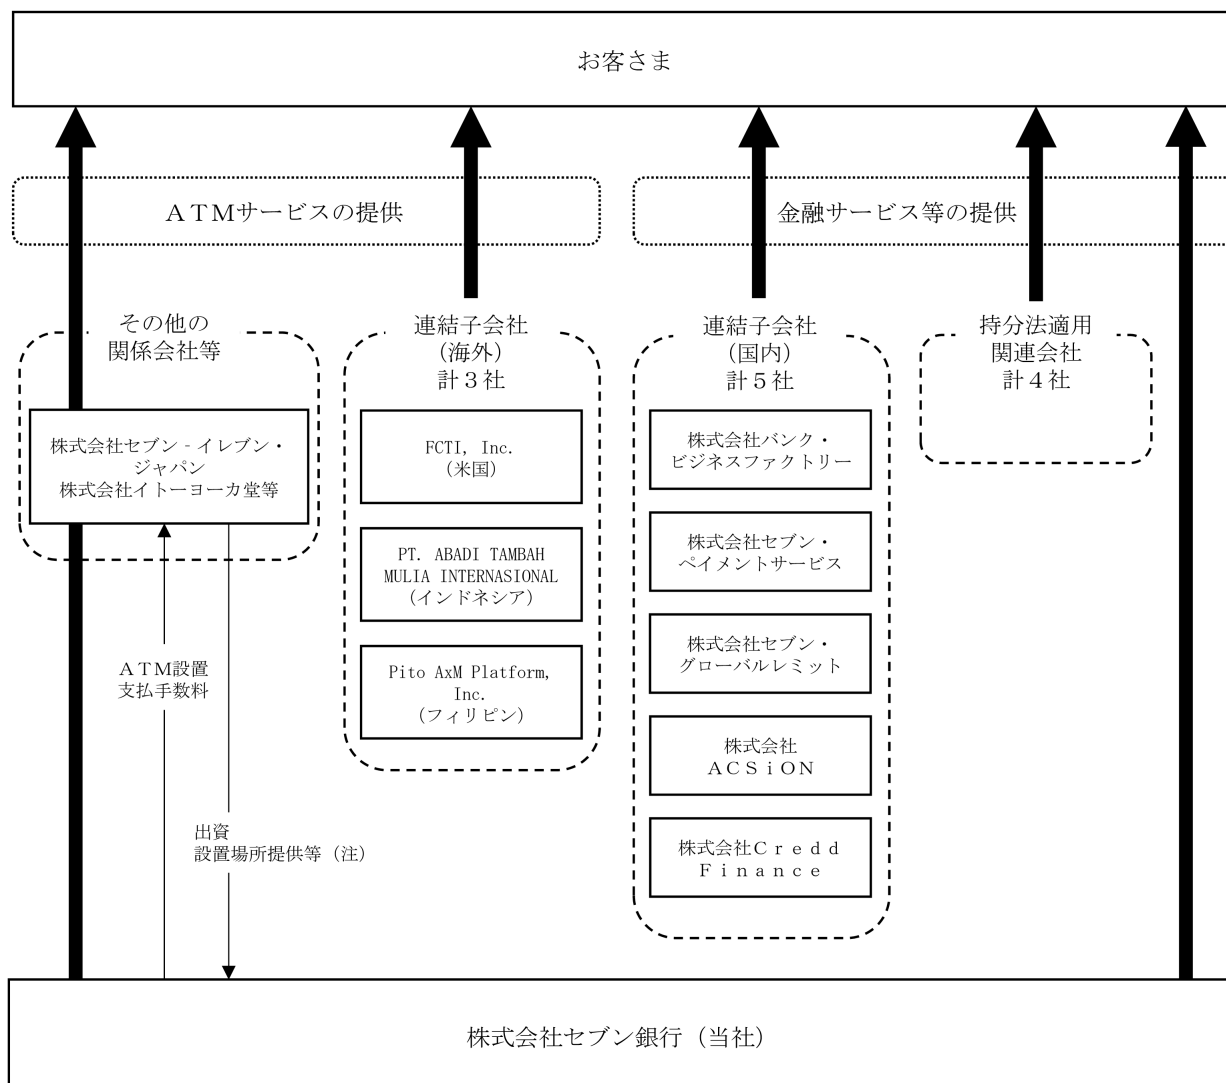 お客さま
ＡＴＭサービスの提供
金融サービス等の提供
その他の
関係会社等
株式会社セブン‐イレブン・
ジャパン
株式会社イトーヨーカ堂等
ＡＴＭ設置
支払手数料
出資
設置場所提供等（注）
連結子会社
（海外）
計３社
FCTI, Inc.
（米国）
PT. ABADI TAMBAH
MULIA INTERNASIONAL
（インドネシア）
Pito AxM Platform,
Inc.
（フィリピン）
連結子会社
（国内）
計５社
株式会社バンク・
ビジネスファクトリー
株式会社セブン・
ペイメントサービス
株式会社セブン・
グローバルレミット
株式会社
ＡＣＳｉＯＮ
株式会社Ｃｒｅｄｄ
Ｆｉｎａｎｃｅ
持分法適用
関連会社
計４社
株式会社セブン銀行（当社）